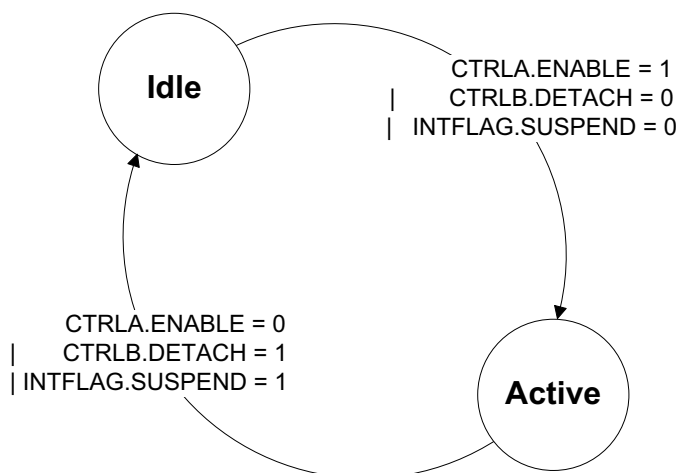 Idle
CTRLA.ENABLE = 1
| CTRLB.DETACH = 0
| INTFLAG.SUSPEND = 0
CTRLA.ENABLE = 0
| CTRLB.DETACH = 1
| INTFLAG.SUSPEND = 1
Active